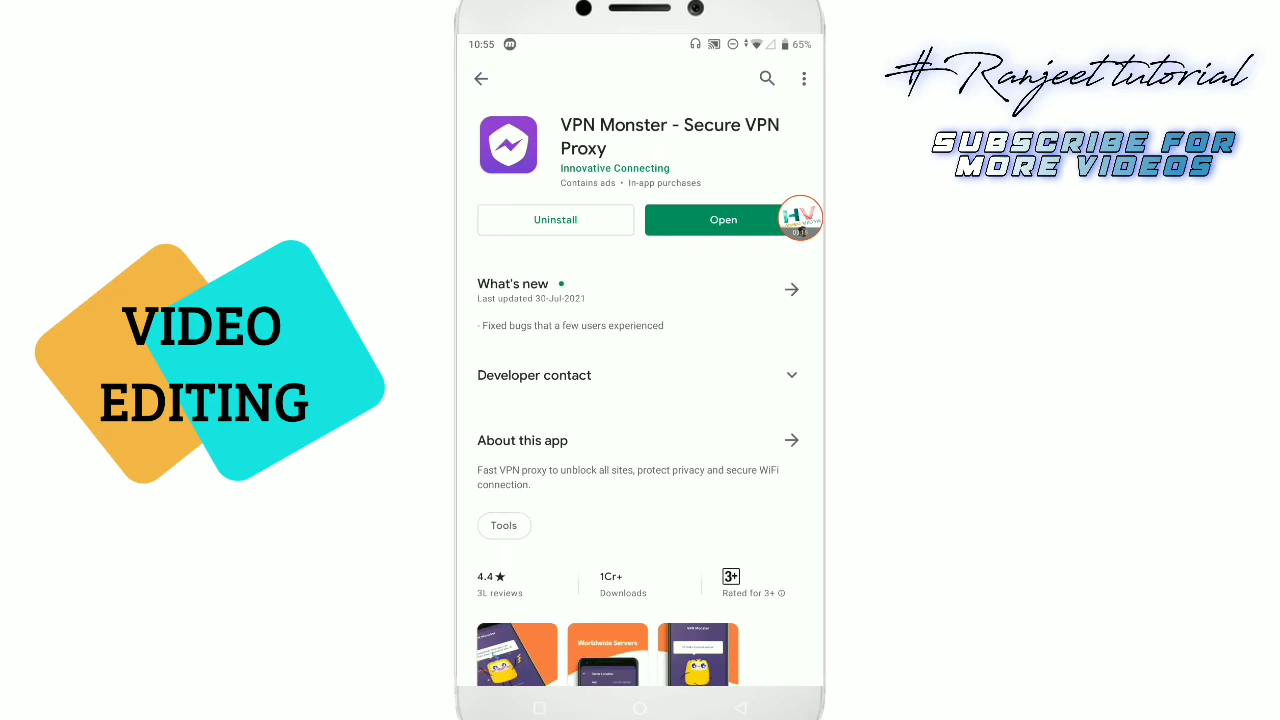 10:55
65%
# Ranjeet tutorial
SUBSCRIBE FOR
MORE VIDEOS
VPN Monster - Secure VPN
Proxy
Innovative Connecting
Contains ads • In-app purchases
Uninstall
Open
HV
What's new
Last updated 30-Jul-2021
- Fixed bugs that a few users experienced
VIDEO
EDITING
Developer contact
About this app
Fast VPN proxy to unblock all sites, protect privacy and secure WiFi
connection.
Tools
4.4★
3L reviews
1Cr+
Downloads
3+
Rated for 3+
Worldwide Servers
VPN Monster